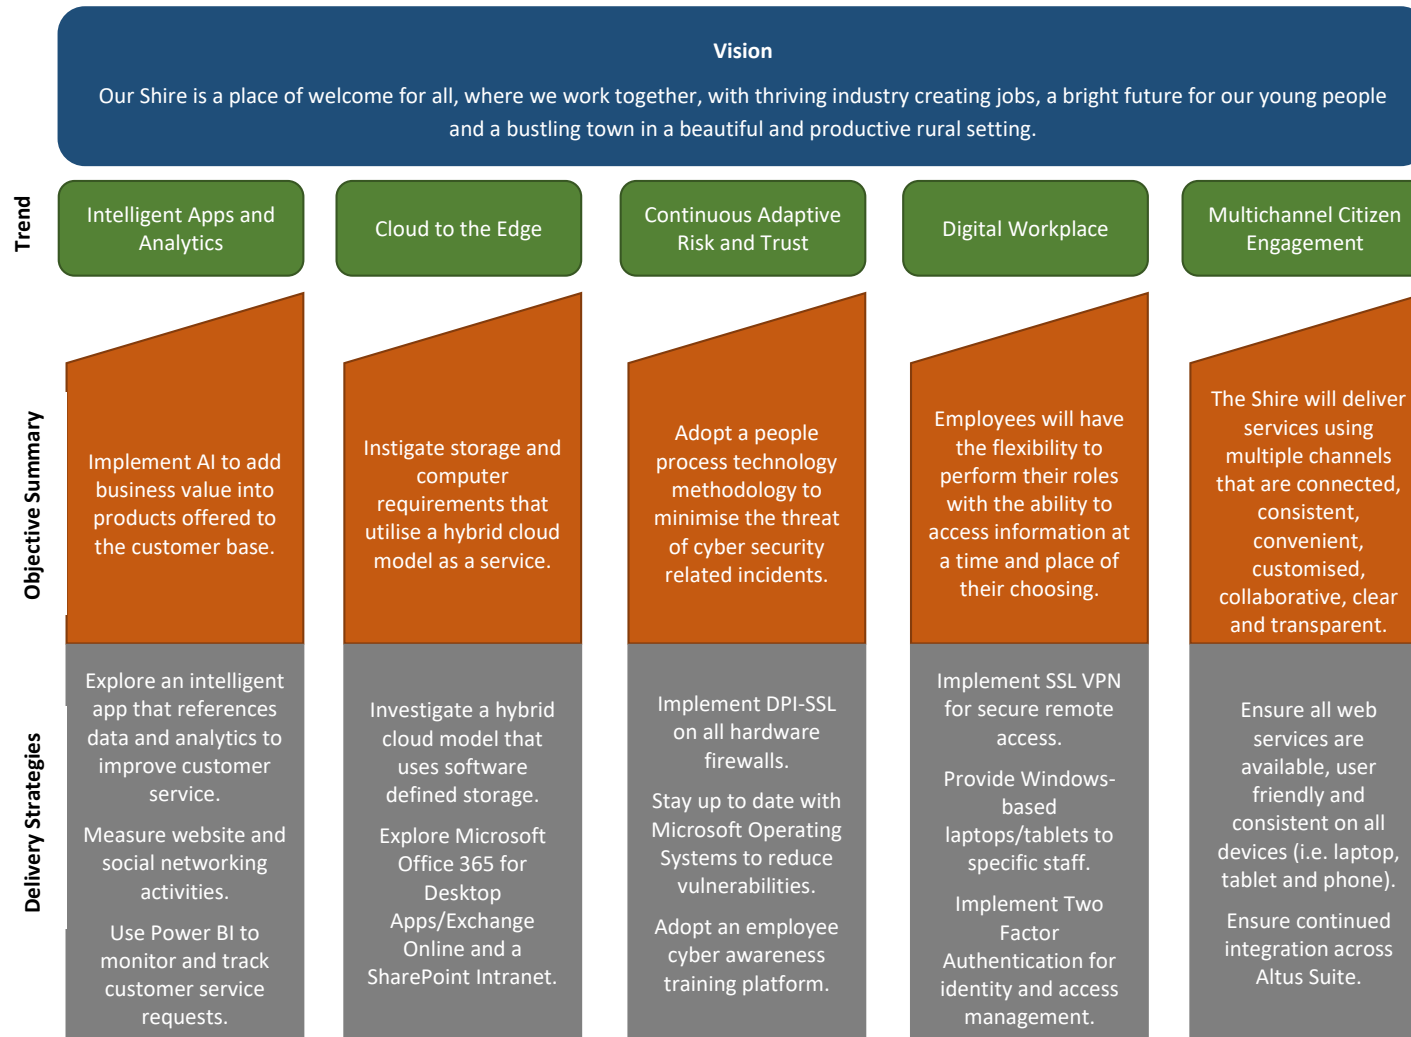 Vision
Our Shire is a place of welcome for all, where we work together, with thriving industry creating jobs, a bright future for our young people
and a bustling town in a beautiful and productive rural setting.
Trend
Intelligent Apps and
Analytics
Cloud to the Edge
Continuous Adaptive
Risk and Trust
Digital Workplace
Multichannel Citizen
Engagement
Objective Summary
Implement AI to add
business value into
products offered to
the customer base.
Instigate storage and
computer
requirements that
utilise a hybrid cloud
model as a service.
Adopt a people
process technology
methodology to
minimise the threat
of cyber security
related incidents.
Employees will have
the flexibility to
perform their roles
with the ability to
access information at
a time and place of
their choosing.
The Shire will deliver
services using
multiple channels
that are connected,
consistent,
convenient,
customised,
collaborative, clear
and transparent.
Delivery Strategies
Explore an intelligent
app that references
data and analytics to
improve customer
service.
Measure website and
social networking
activities.
Use Power BI to
monitor and track
customer service
requests.
Investigate a hybrid
cloud model that
uses software
defined storage.
Explore Microsoft
Office 365 for
Desktop
Apps/Exchange
Online and a
SharePoint Intranet.
Implement DPI-SSL
on all hardware
firewalls.
Stay up to date with
Microsoft Operating
Systems to reduce
vulnerabilities.
Adopt an employee
cyber awareness
training platform.
Implement SSL VPN
for secure remote
access.
Provide Windows-
based
laptops/tablets to
specific staff.
Implement Two
Factor
Authentication for
identity and access
management.
Ensure all web
services are
available, user
friendly and
consistent on all
devices (i.e. laptop,
tablet and phone).
Ensure continued
integration across
Altus Suite.